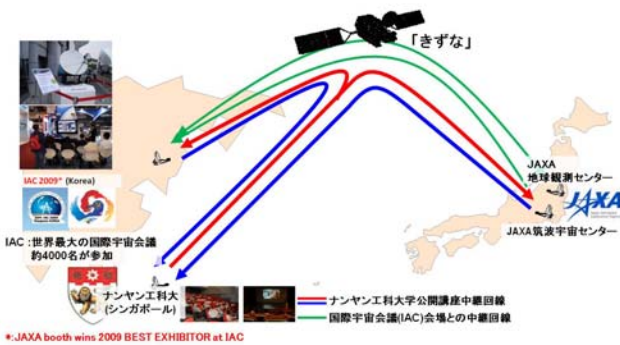 「きずな」
IAC 2009* (Korea)
IAC :世界最大の国際宇宙会議
約4000名が参加
JAXA
地球観測センター
JAXA
JAXA筑波宇宙センター
ナンヤン工科大
(シンガポール)
ナンヤン工科大学公開講座中継回線
国際宇宙会議(IAC)会場との中継回線
*:JAXA booth wins 2009 BEST EXHIBITOR at IAC